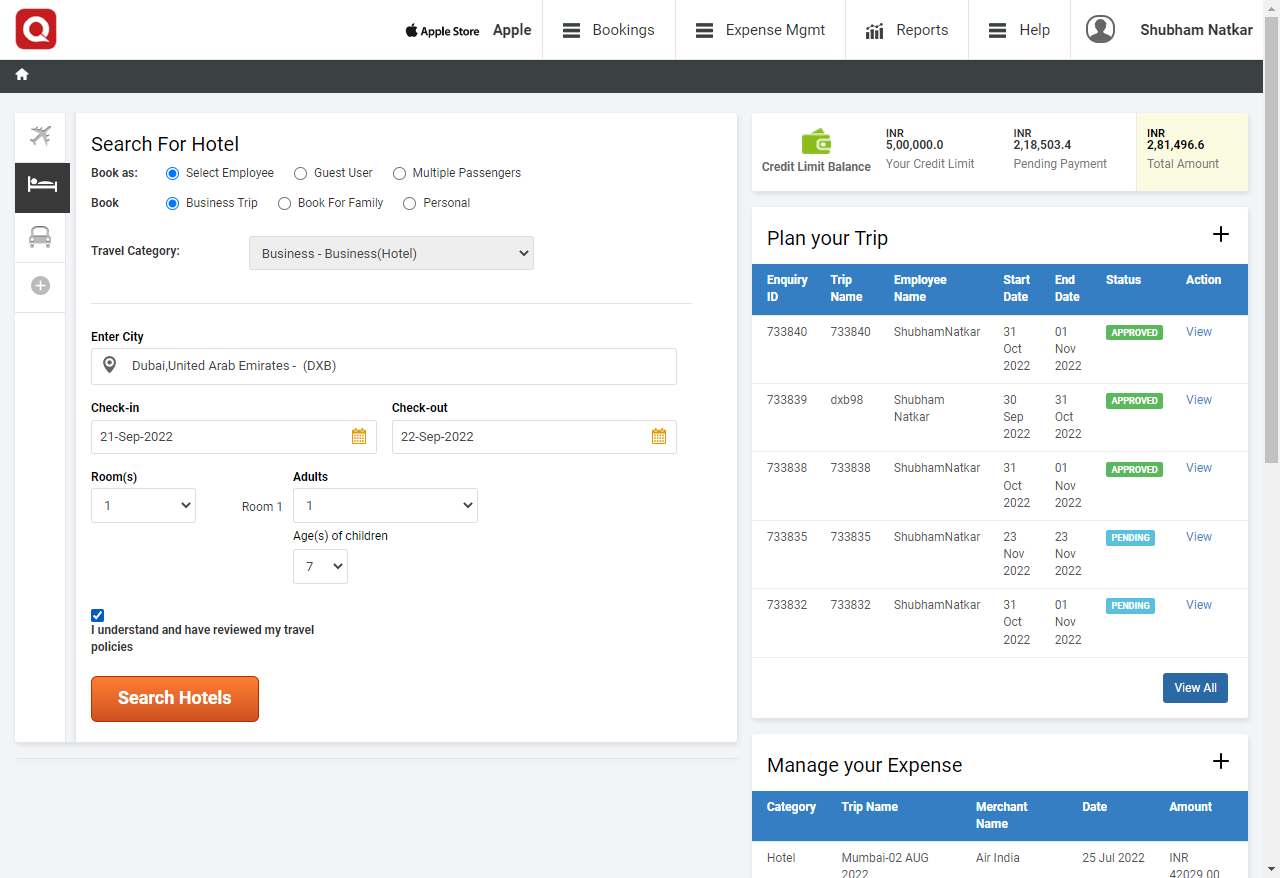 Q
Apple Store
Apple
Bookings
Expense Mgmt
Reports
Help
Shubham Natkar
Search For Hotel
Book as:
Select Employee
Guest User
Multiple Passengers
Book
Business Trip
Book For Family
Personal
Travel Category:
Business - Business(Hotel)
Enter City
Dubai,United Arab Emirates - (DXB)
Check-in
Check-out
21-Sep-2022
22-Sep-2022
Room(s)
Adults
1
Room 1
1
Age(s) of children
7
I understand and have reviewed my travel
policies
Search Hotels
Credit Limit Balance
INR
5,00,000.0
Your Credit Limit
INR
2,18,503.4
Pending Payment
INR
2,81,496.6
Total Amount
Plan your Trip
Enquiry ID Trip Name Employee Name Start Date End Date Status Action
733840 733840 ShubhamNatkar 31 Oct 2022 01 Nov 2022 APPROVED View
733839 dxb98 Shubham Natkar 30 Sep 2022 31 Oct 2022 APPROVED View
733838 733838 ShubhamNatkar 31 Oct 2022 01 Nov 2022 APPROVED View
733835 733835 ShubhamNatkar 23 Nov 2022 23 Nov 2022 PENDING View
733832 733832 ShubhamNatkar 31 Oct 2022 01 Nov 2022 PENDING View
View All
Manage your Expense
Category Trip Name Merchant Name Date Amount
Hotel Mumbai-02 AUG 2022 Air India 25 Jul 2022 INR 42029.00